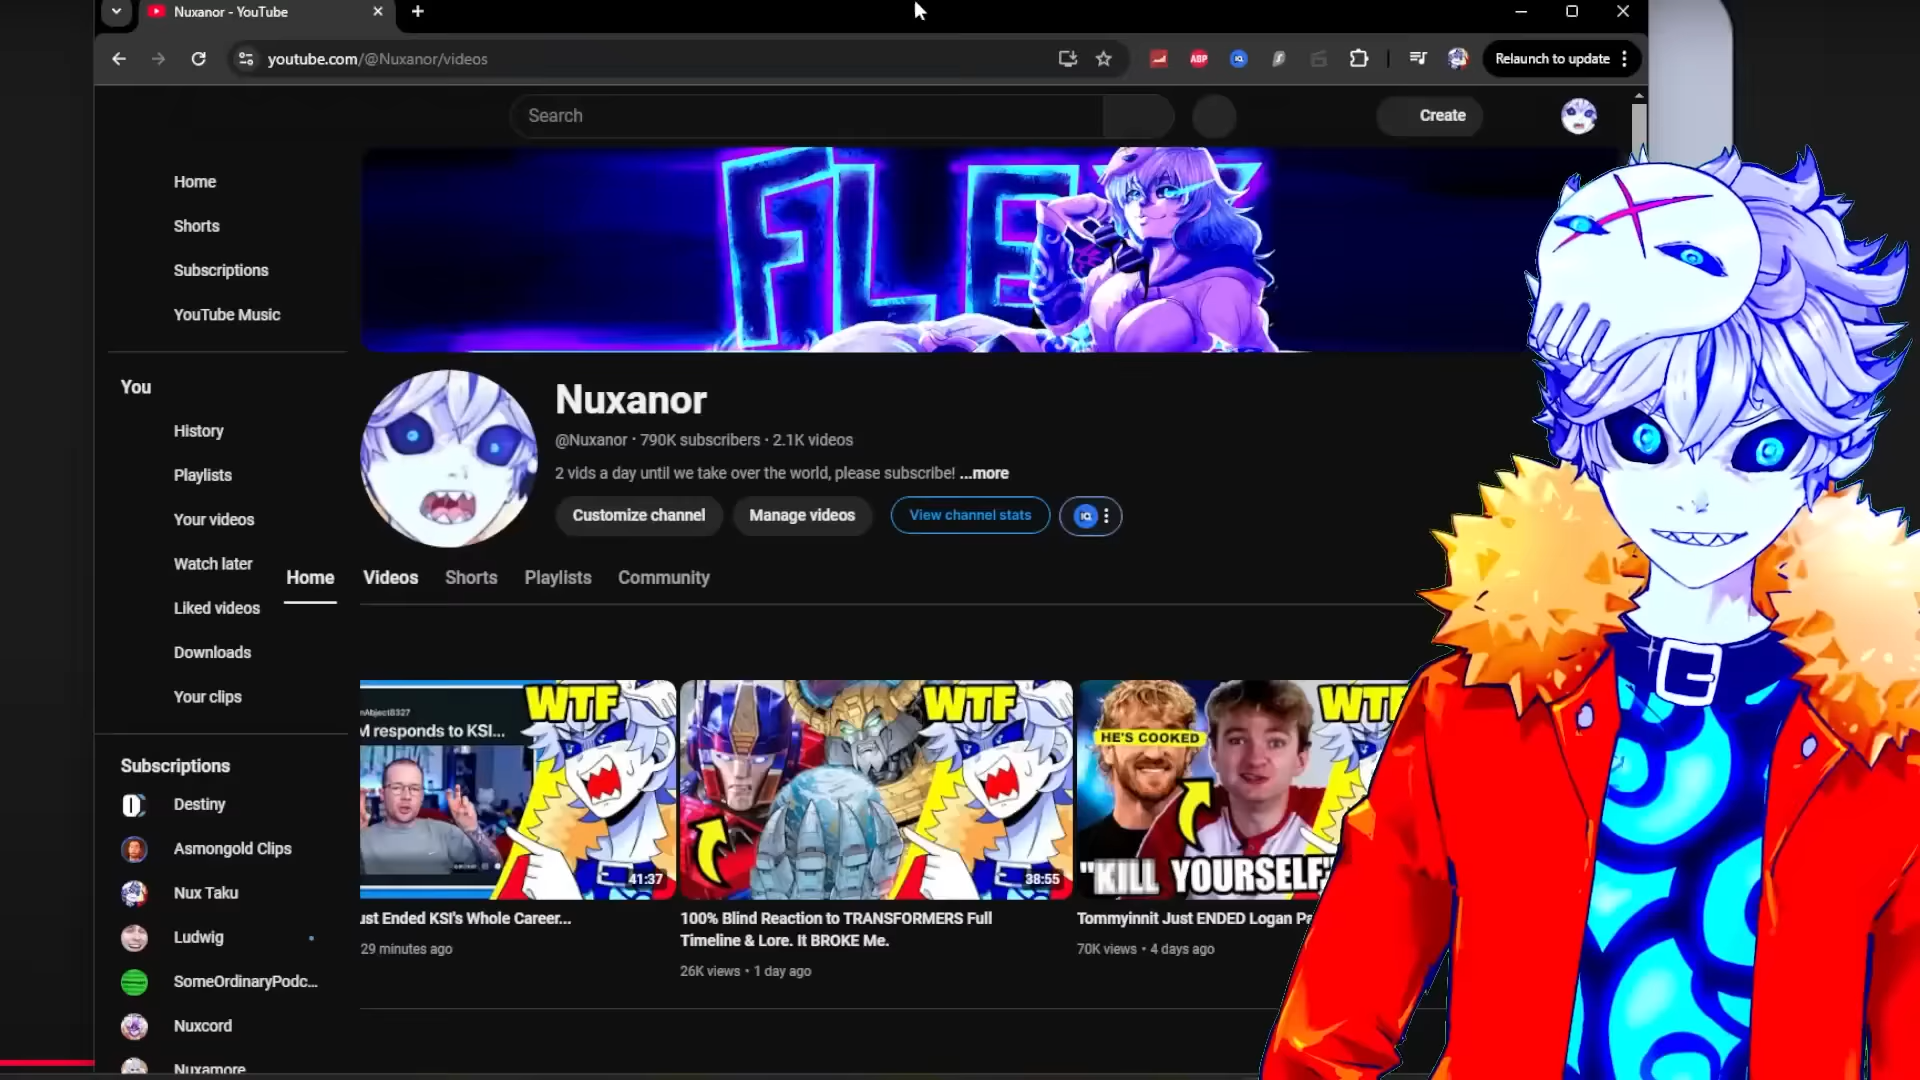 Nuxanor - YouTube
youtube.com/@Nuxanor/videos
ABP
Relaunch to update
Search
Create
Home
Shorts
Subscriptions
YouTube Music
FLE
You
History
Playlists
Your videos
Watch later
Liked videos
Downloads
Your clips
Subscriptions
Destiny
Asmongold Clips
Nux Taku
Ludwig
SomeOrdinaryPodc...
Nuxcord
Nuxamore
Nuxanor
@Nuxanor · 790K subscribers · 2.1K videos
2 vids a day until we take over the world, please subscribe! ...more
Customize channel
Manage videos
View channel stats
IQ
Home
Videos
Shorts
Playlists
Community
nAbject8327
M responds to KSI...
WTF
41:37
ust Ended KSI's Whole Career...
29 minutes ago
WTF
38:55
100% Blind Reaction to TRANSFORMERS Full
Timeline & Lore. It BROKE Me.
26K views • 1 day ago
WTF
HE'S COOKED
"KILL YOURSELF"
Tommyinnit Just ENDED Logan Pa
70K views • 4 days ago